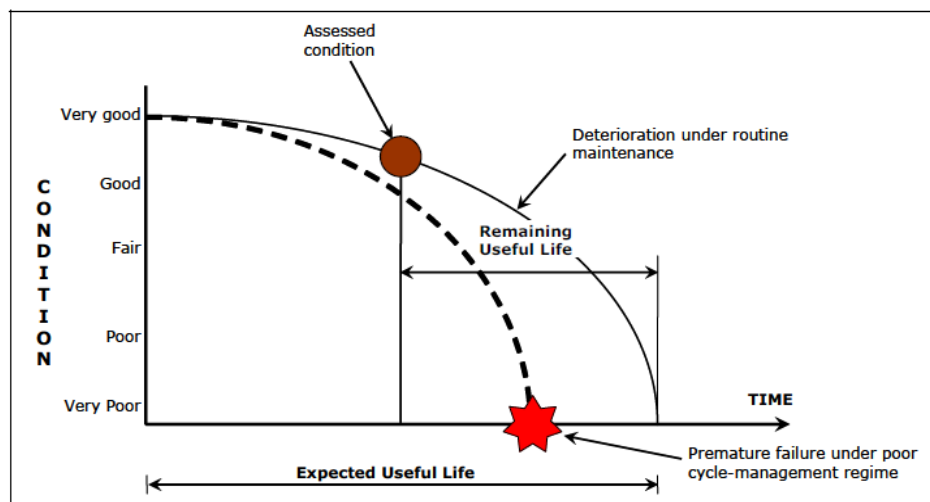 Assessed
condition
Very good
Deterioration under routine
maintenance
Good
CONDITION
Remaining
Useful Life
Fair
Poor
Very Poor
TIME
Premature failure under poor
cycle-management regime
Expected Useful Life